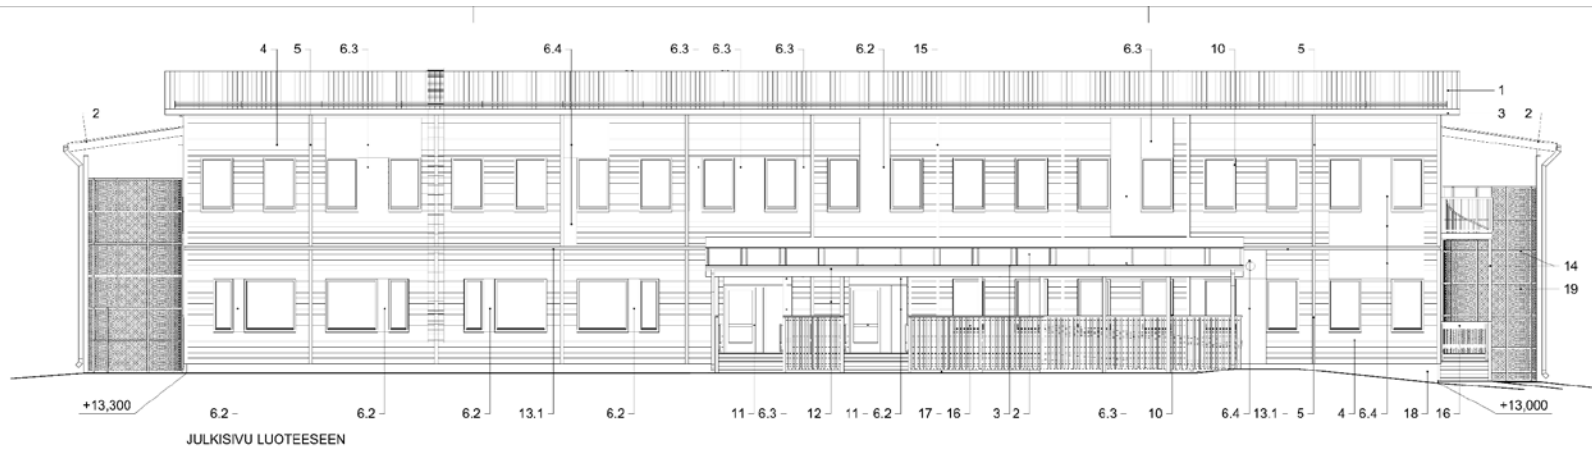 4 5 6.3 6.4 6.3 6.3 6.3 6.2 15 6.3 10 5
1
2 3 2
14
19
+13,300 +13,000
6.2 6.2 6.2 13.1 6.2 11 6.3 12 11 6.2 17 16 3 2 6.3 10 6.4 13.1 5 4 6.4 18 16
JULKISIVU LUOTEESEEN